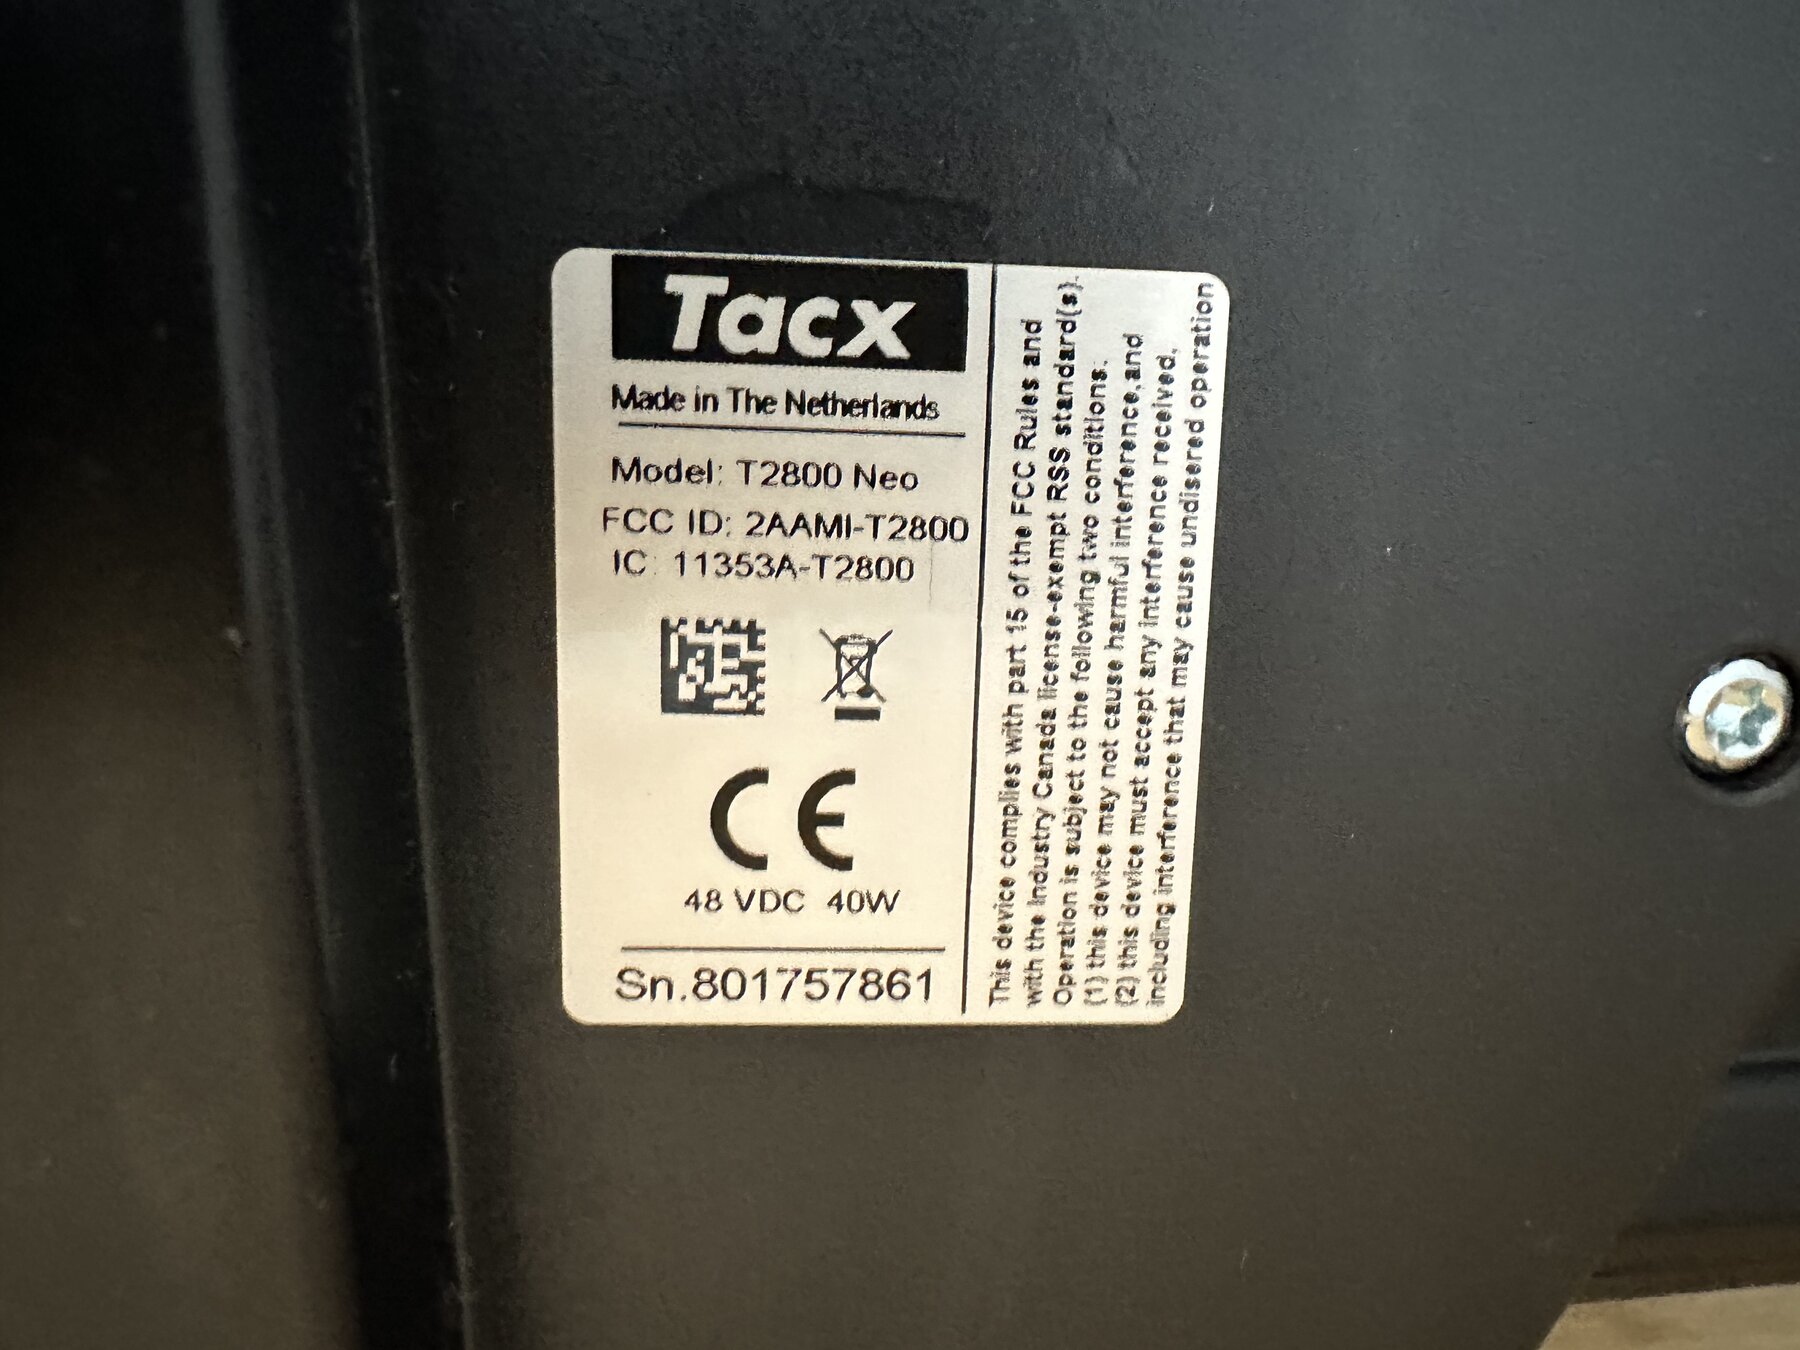 Tacx
Made in The Netherlands
Model: T2800 Neo
FCC ID: 2AAMI-T2800
IC: 11353A-T2800
CE
48 VDC 40W
Sn.801757861
This device complies with part 15 of the FCC Rules and
with the Industry Canada license-exempt RSS standard(s).
Operation is subject to the following two conditions:
(1) this device may not cause harmful interference, and
(2) this device must accept any interference received,
including interference that may cause undisered operation